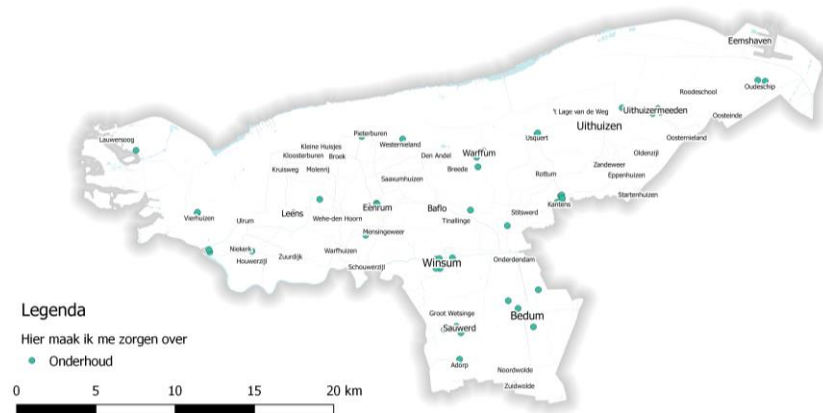 Eemshaven
Oudeschip
Roodeschool
't Lage van de Weg
Uithuizermeeden
Oosteinde
Uithuizen
Lauwersoog
Pieterburen
Westernieland
Usquert
Oosternieland
Kleine Huisjes
Kloosterburen
Broek
Den Andel
Warffum
Oldenzijl
Zandeweer
Kruisweg
Molenrij
Breede
Rottum
Eppenhuizen
Saaxumhuizen
Startenhuizen
Kantens
Vierhuizen
Leens
Eenrum
Baflo
Stitswerd
Ulrum
Wehe-den Hoorn
Tinallinge
Mensingeweer
Niekerk
Houwerzijl
Zuurdijk
Warfhuizen
Schouwerzijl
Winsum
Onderdendam
Legenda
Groot Wetsinge
Bedum
Sauwerd
Hier maak ik me zorgen over
Onderhoud
Adorp
Noordwolde
Zuidwolde
0 5 10 15 20 km